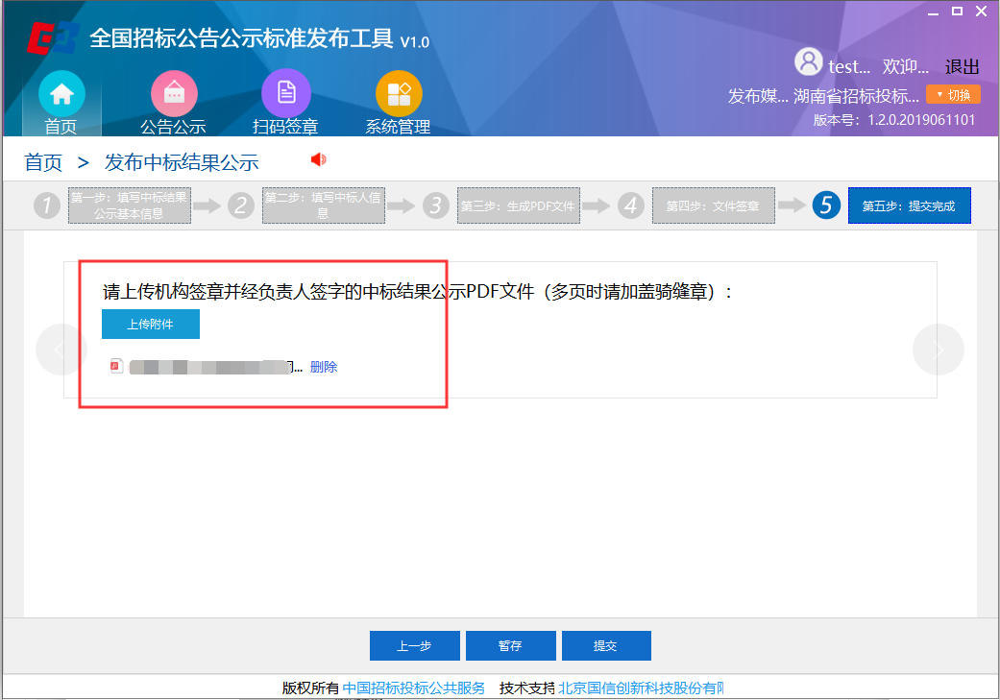 全国招标公告公示标准发布工具 V1.0
test... 欢迎... 退出
首页 公告公示 扫码签章 系统管理
发布媒... 湖南省招标投标... 切换
版本号：1.2.0.2019061101
首页 > 发布中标结果公示
1 第一步：填写中标结果
公示基本信息
2 第二步：填写中标人信
息
3 第三步：生成PDF文件
4 第四步：文件签章
5 第五步：提交完成
请上传机构签章并经负责人签字的中标结果公示PDF文件（多页时请加盖骑缝章）：
上传附件
... 删除
上一步 暂存 提交
版权所有 中国招标投标公共服务 技术支持 北京国信创新科技股份有